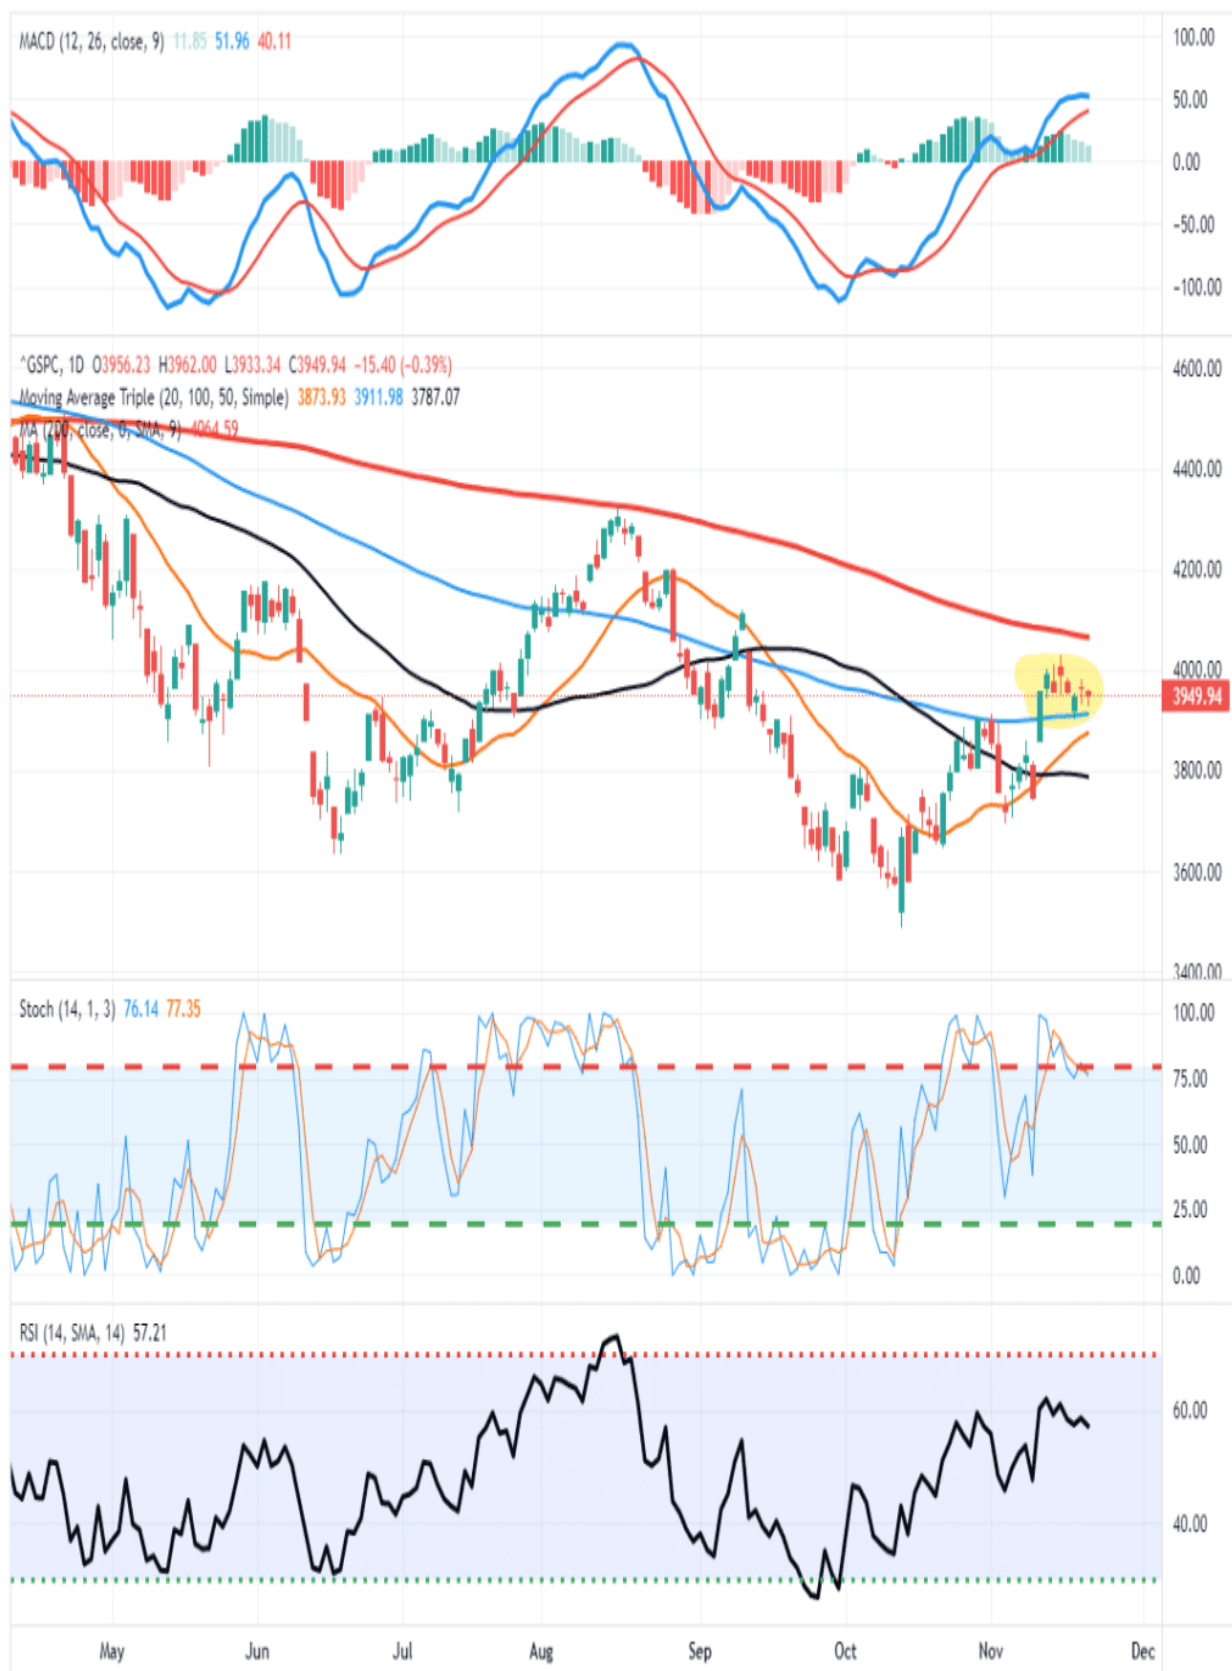 MACD (12, 26, close, 9) 11.85 51.96 40.11
100.00
50.00
0.00
−50.00
−100.00
^GSPC, 1D O3956.23 H3962.00 L3933.34 C3949.94 −15.40 (−0.39%)
Moving Average Triple (20, 100, 50, Simple) 3873.93 3911.98 3787.07
MA (200, close, 0, SMA, 9) 4064.59
4600.00
4400.00
4200.00
4000.00
3949.94
3800.00
3600.00
3400.00
Stoch (14, 1, 3) 76.14 77.35
100.00
75.00
50.00
25.00
0.00
RSI (14, SMA, 14) 57.21
60.00
40.00
May Jun Jul Aug Sep Oct Nov Dec